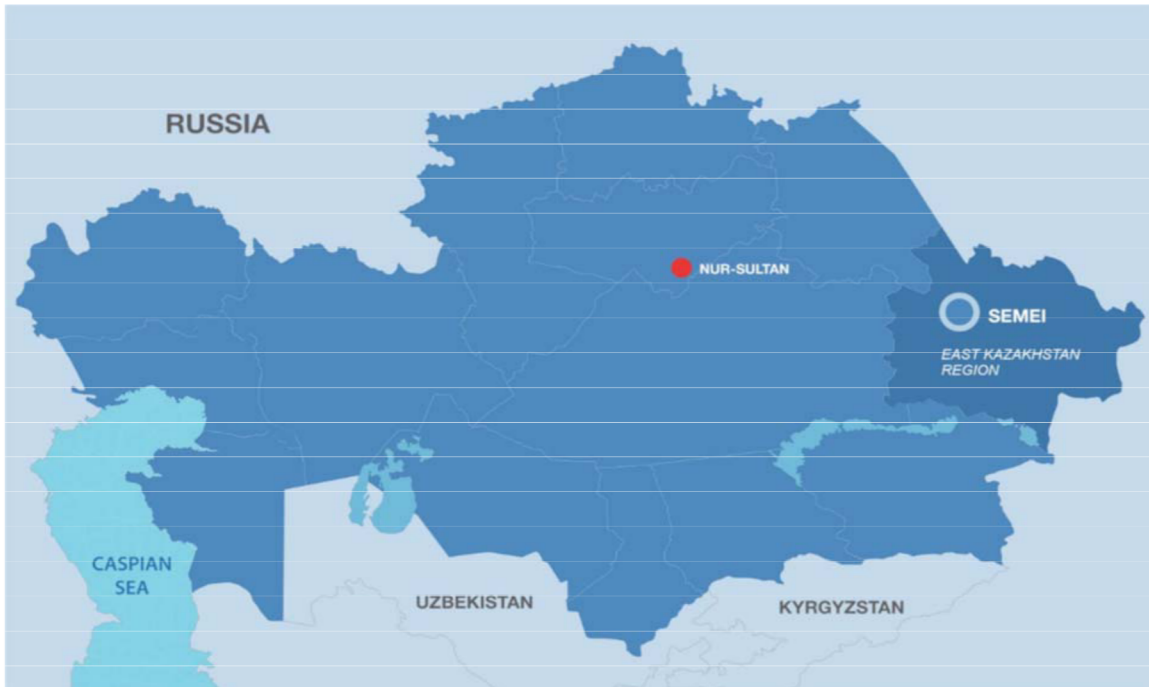 RUSSIA
NUR-SULTAN
SEMEI
EAST KAZAKHSTAN
REGION
CASPIAN
SEA
UZBEKISTAN
KYRGYZSTAN